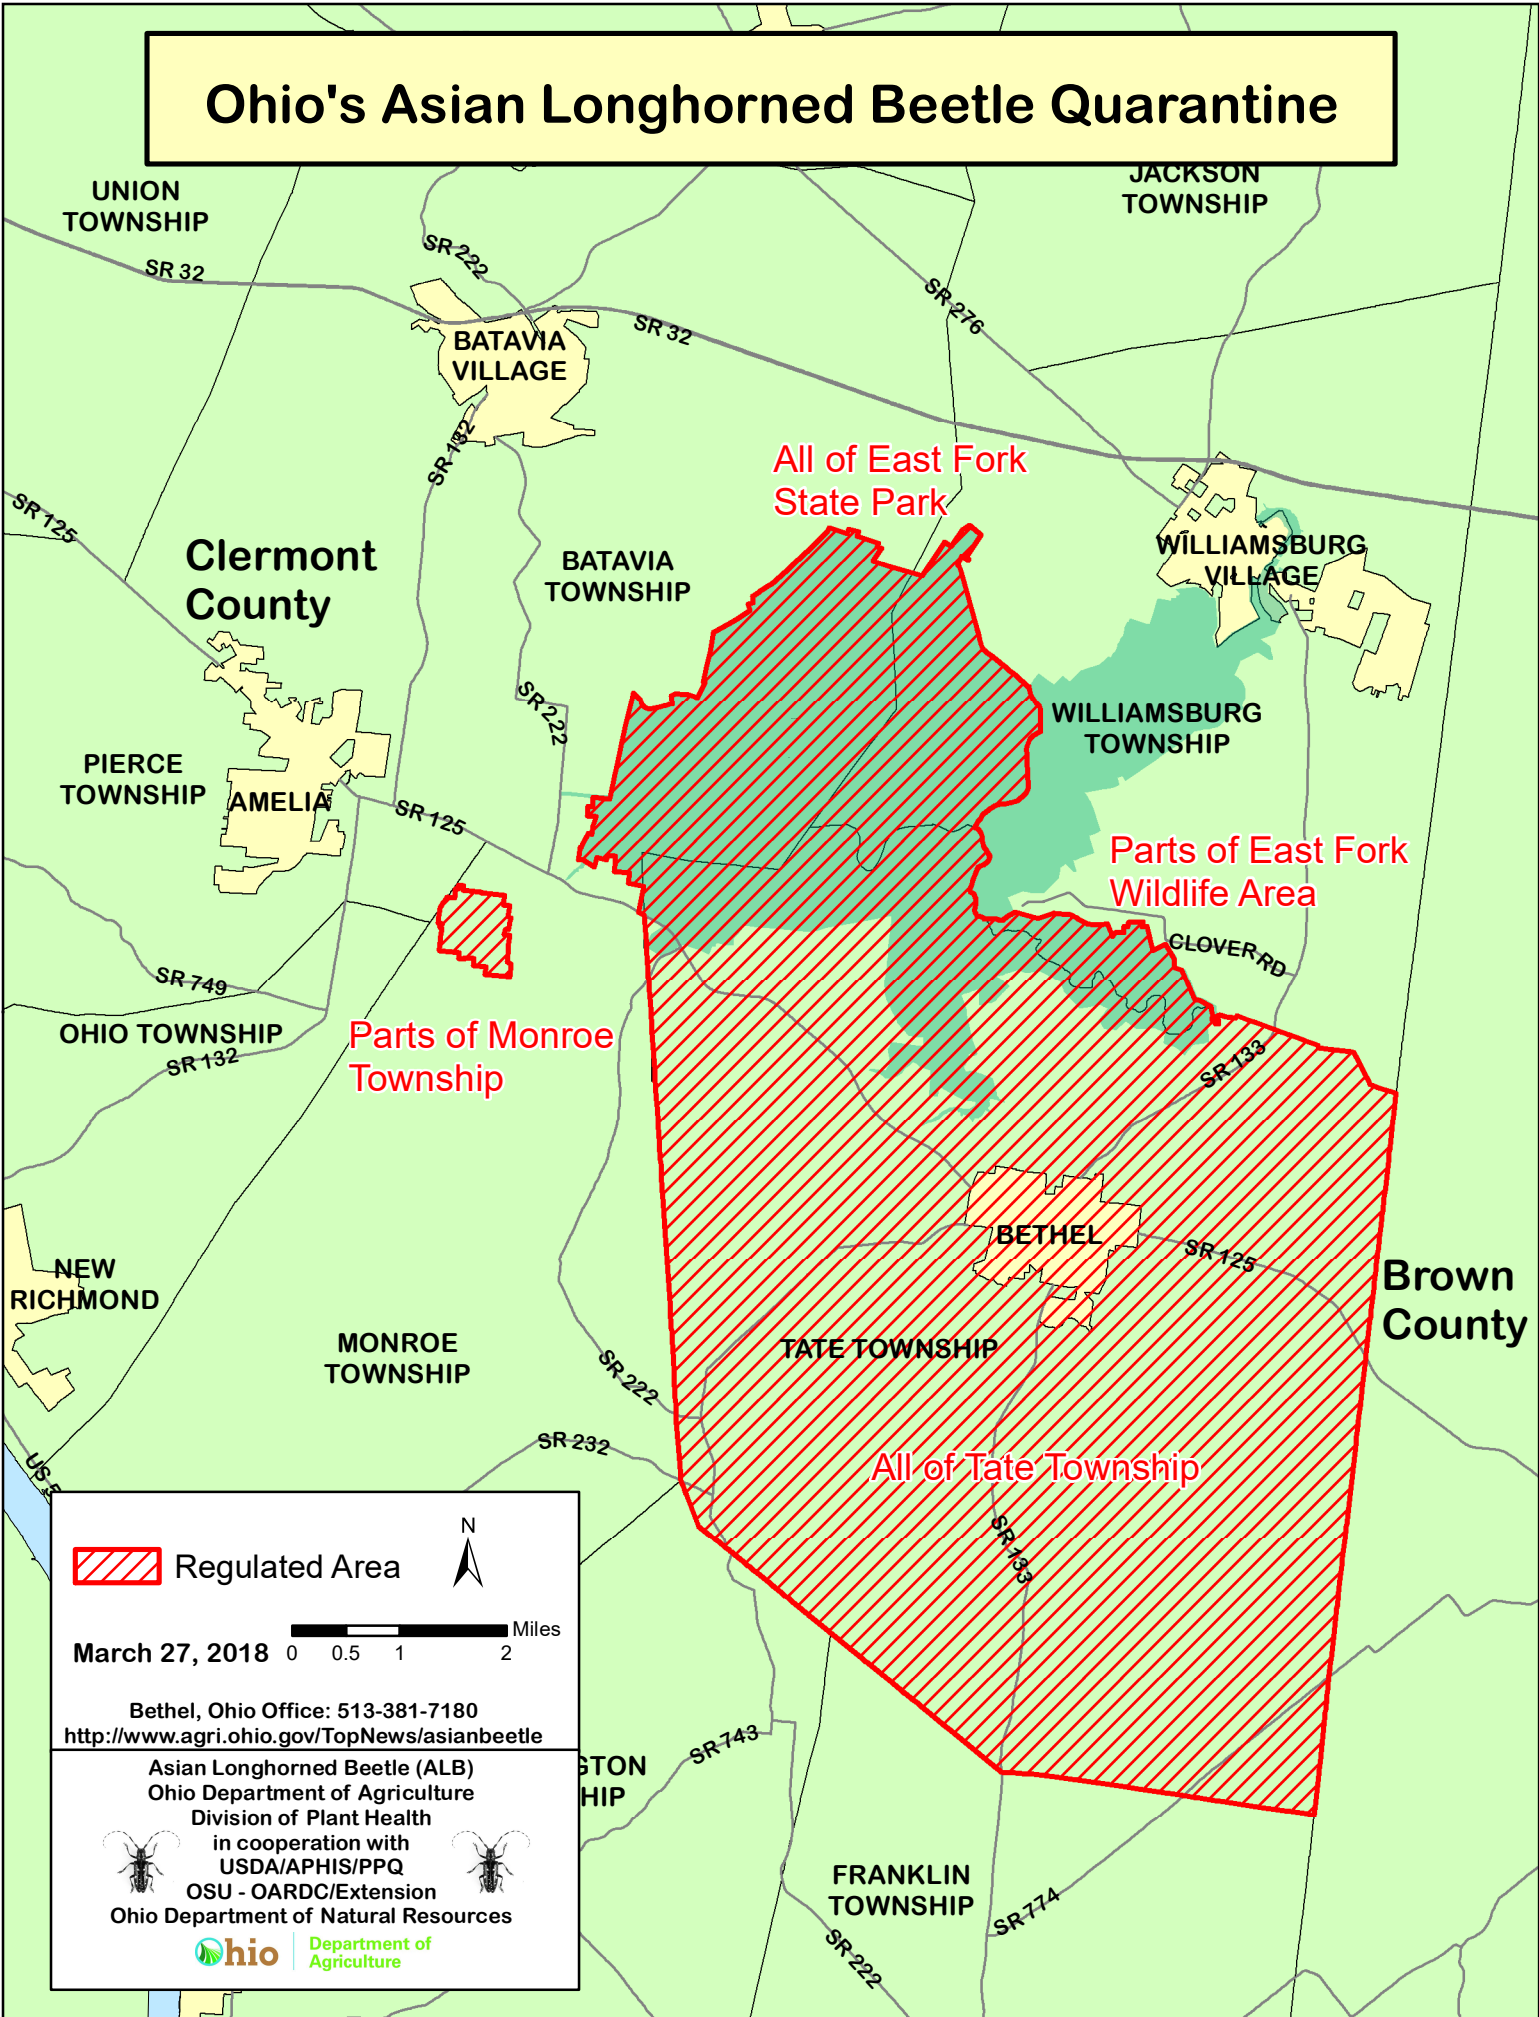 Ohio's Asian Longhorned Beetle Quarantine
UNION
TOWNSHIP
JACKSON
TOWNSHIP
SR 222
SR 32
SR 276
SR 32
BATAVIA
VILLAGE
SR 132
All of East Fork
State Park
SR 125
Clermont
County
BATAVIA
TOWNSHIP
WILLIAMSBURG
VILLAGE
SR 222
WILLIAMSBURG
TOWNSHIP
PIERCE
TOWNSHIP
AMELIA
SR 125
Parts of East Fork
Wildlife Area
CLOVER RD
SR 749
OHIO TOWNSHIP
SR 132
Parts of Monroe
Township
SR 133
BETHEL
SR 125
NEW
RICHMOND
Brown
County
MONROE
TOWNSHIP
TATE TOWNSHIP
SR 222
SR 232
All of Tate Township
US 5
SR 133
N
Regulated Area
Miles
March 27, 2018
0 0.5 1 2
Bethel, Ohio Office: 513-381-7180
http://www.agri.ohio.gov/TopNews/asianbeetle
SR 743
GTON
HIP
Asian Longhorned Beetle (ALB)
Ohio Department of Agriculture
Division of Plant Health
in cooperation with
USDA/APHIS/PPQ
OSU - OARDC/Extension
Ohio Department of Natural Resources
Ohio
Department of
Agriculture
FRANKLIN
TOWNSHIP
SR 774
SR 222